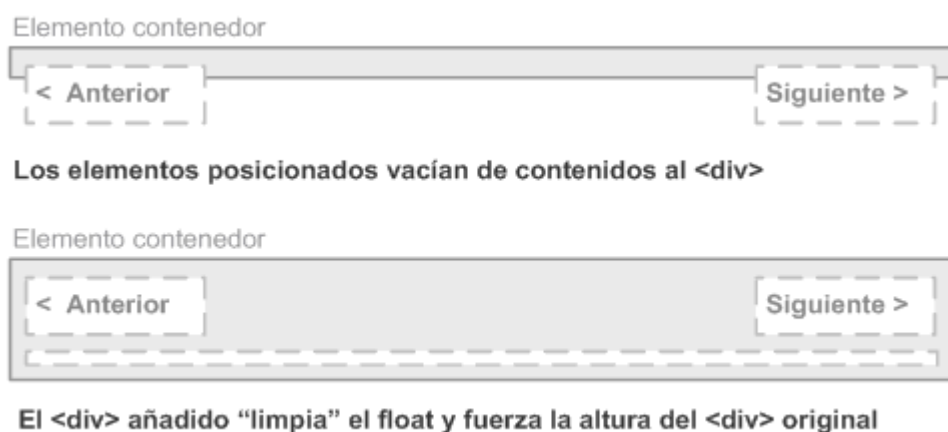 Elemento contenedor
< Anterior Siguiente >
Los elementos posicionados vacían de contenidos al <div>
Elemento contenedor
< Anterior Siguiente >
El <div> añadido “limpia” el float y fuerza la altura del <div> original